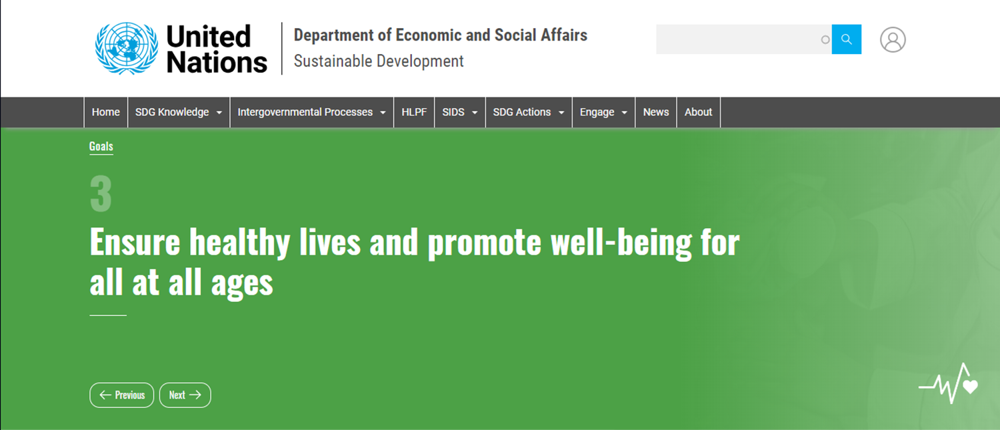 United
Nations
Department of Economic and Social Affairs
Sustainable Development
Home SDG Knowledge Intergovernmental Processes HLPF SIDS SDG Actions Engage News About
Goals
3
Ensure healthy lives and promote well-being for
all at all ages
← Previous Next →